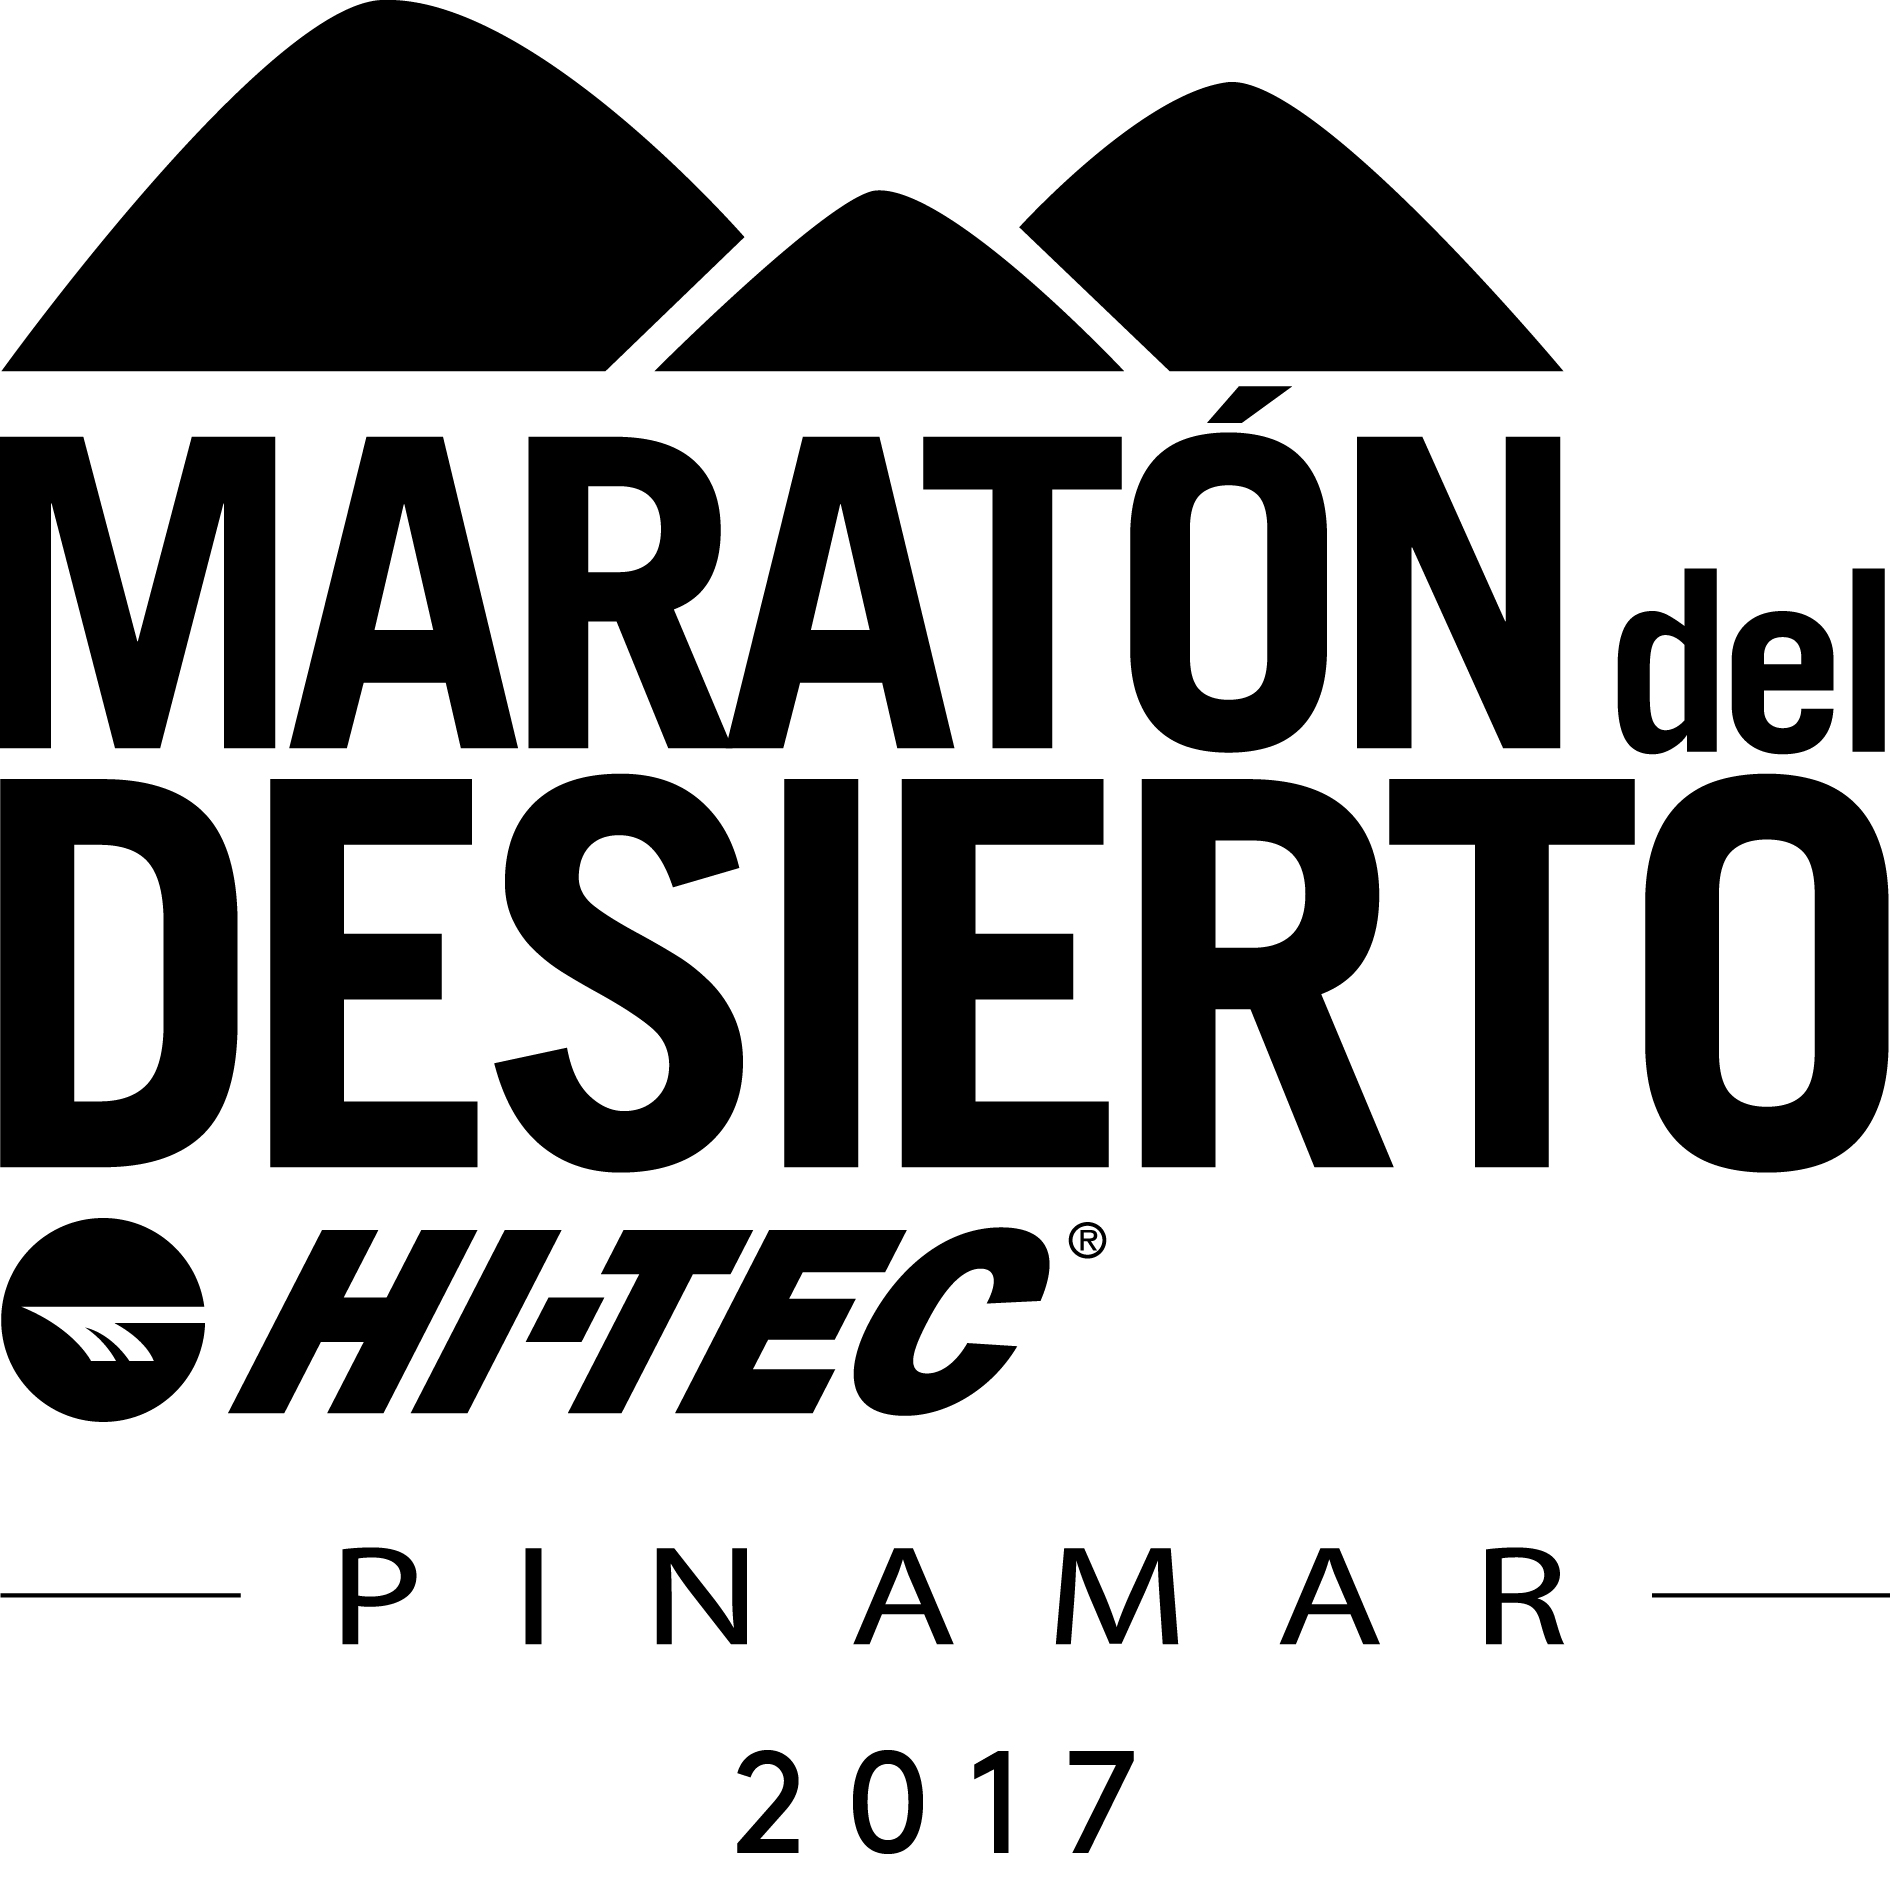 MARATÓN del
DESIERTO
HI-TEC®
PINAMAR
2017